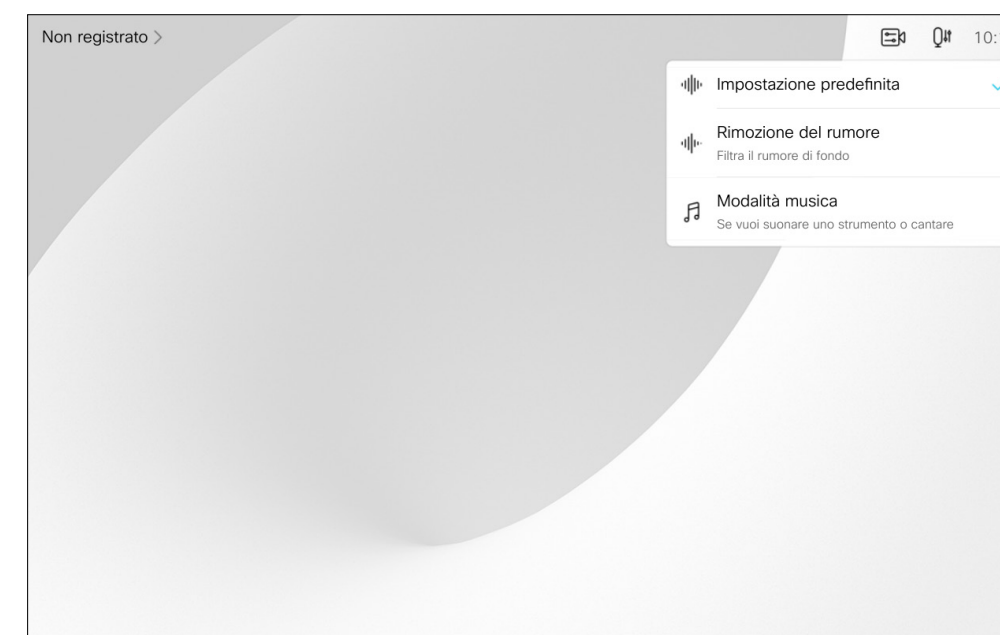 Non registrato
10:
Impostazione predefinita
Rimozione del rumore
Filtra il rumore di fondo
Modalità musica
Se vuoi suonare uno strumento o cantare